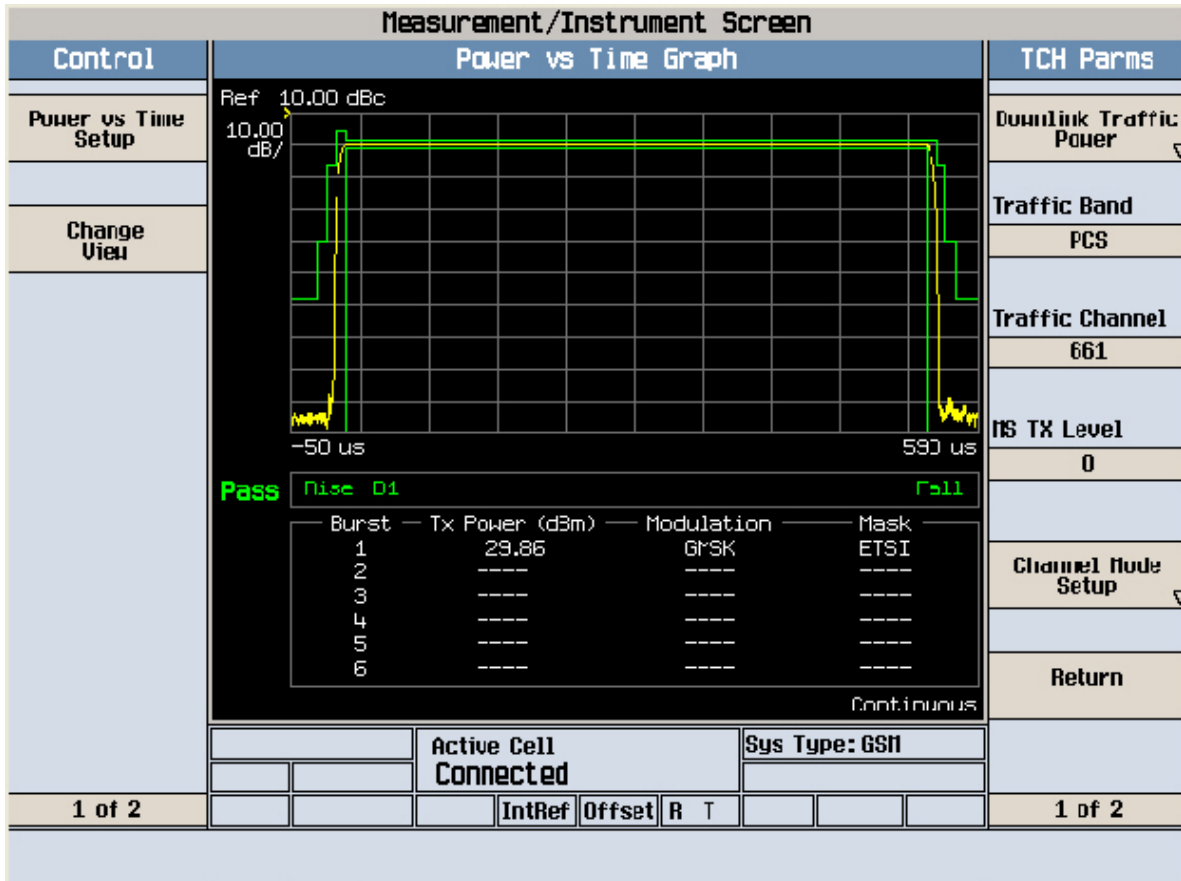 Measurement/Instrument Screen
Control
Power vs Time Graph
TCH Parms
Power vs Time
Setup
Change
View
1 of 2
Ref 10.00 dBc
10.00
dB/
-50 us
590 us
Pass
Rise
Fall
Burst
Tx Power (dBm)
Modulation
Mask
1 29.86 GMSK ETSI
2 ---- ---- ----
3 ---- ---- ----
4 ---- ---- ----
5 ---- ---- ----
6 ---- ---- ----
Continuous
Active Cell
Connected
Sys Type: GSM
IntRef
Offset
R T
Downlink Traffic
Power
Traffic Band
PCS
Traffic Channel
661
MS TX Level
0
Channel Mode
Setup
Return
1 of 2